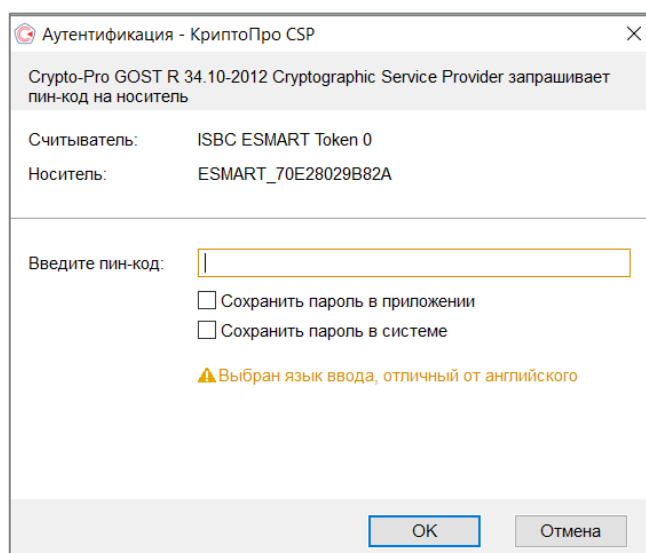 Аутентификация - КриптоПро CSP
Crypto-Pro GOST R 34.10-2012 Cryptographic Service Provider запрашивает
пин-код на носитель
Считыватель: ISBC ESMART Token 0
Носитель: ESMART_70E28029B82A
Введите пин-код:
Сохранить пароль в приложении
Сохранить пароль в системе
Выбран язык ввода, отличный от английского
OK Отмена